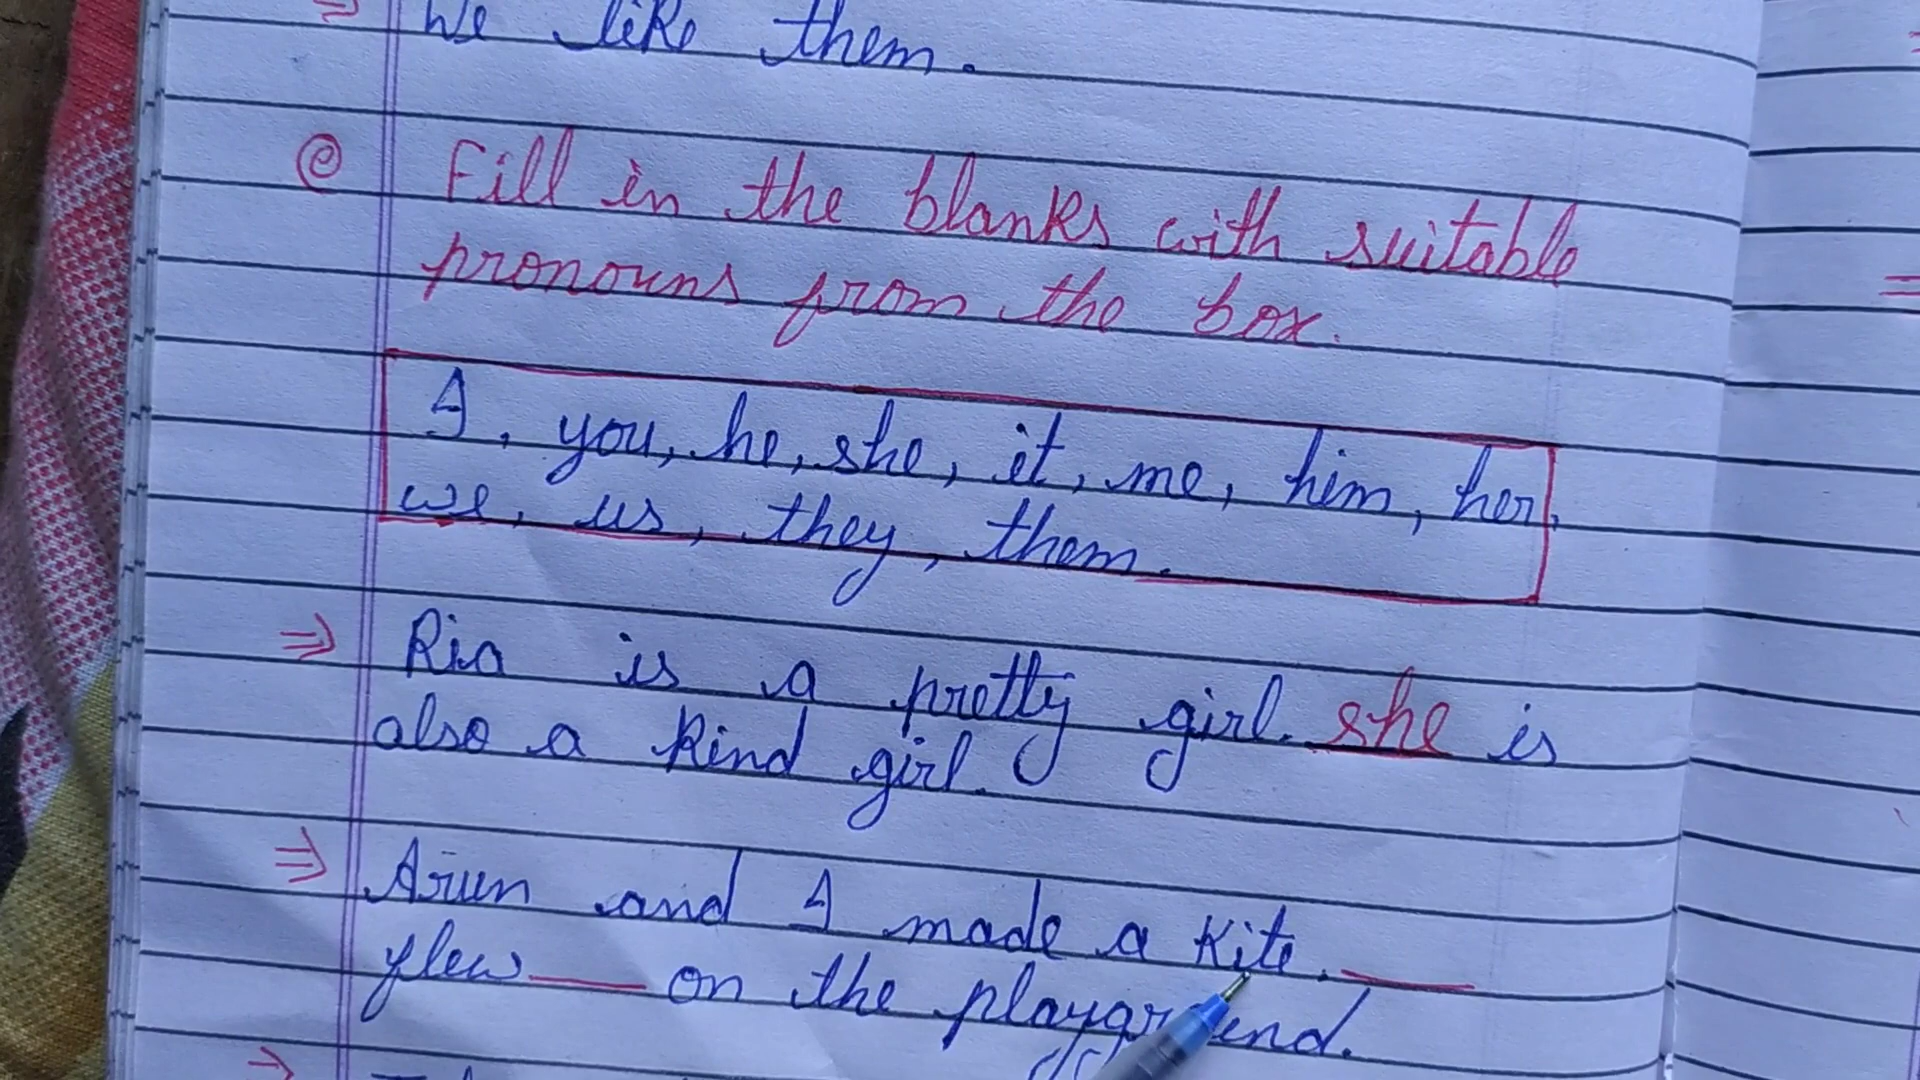 We like them.
e Fill in the blanks with suitable
pronouns from the box.
I, you, he, she, it, me, him, her,
we, us, they, them.
⇒ Ria is a pretty girl. she is
also a kind girl.
⇒ Arun and I made a kite. ____
flew ____ on the playground.